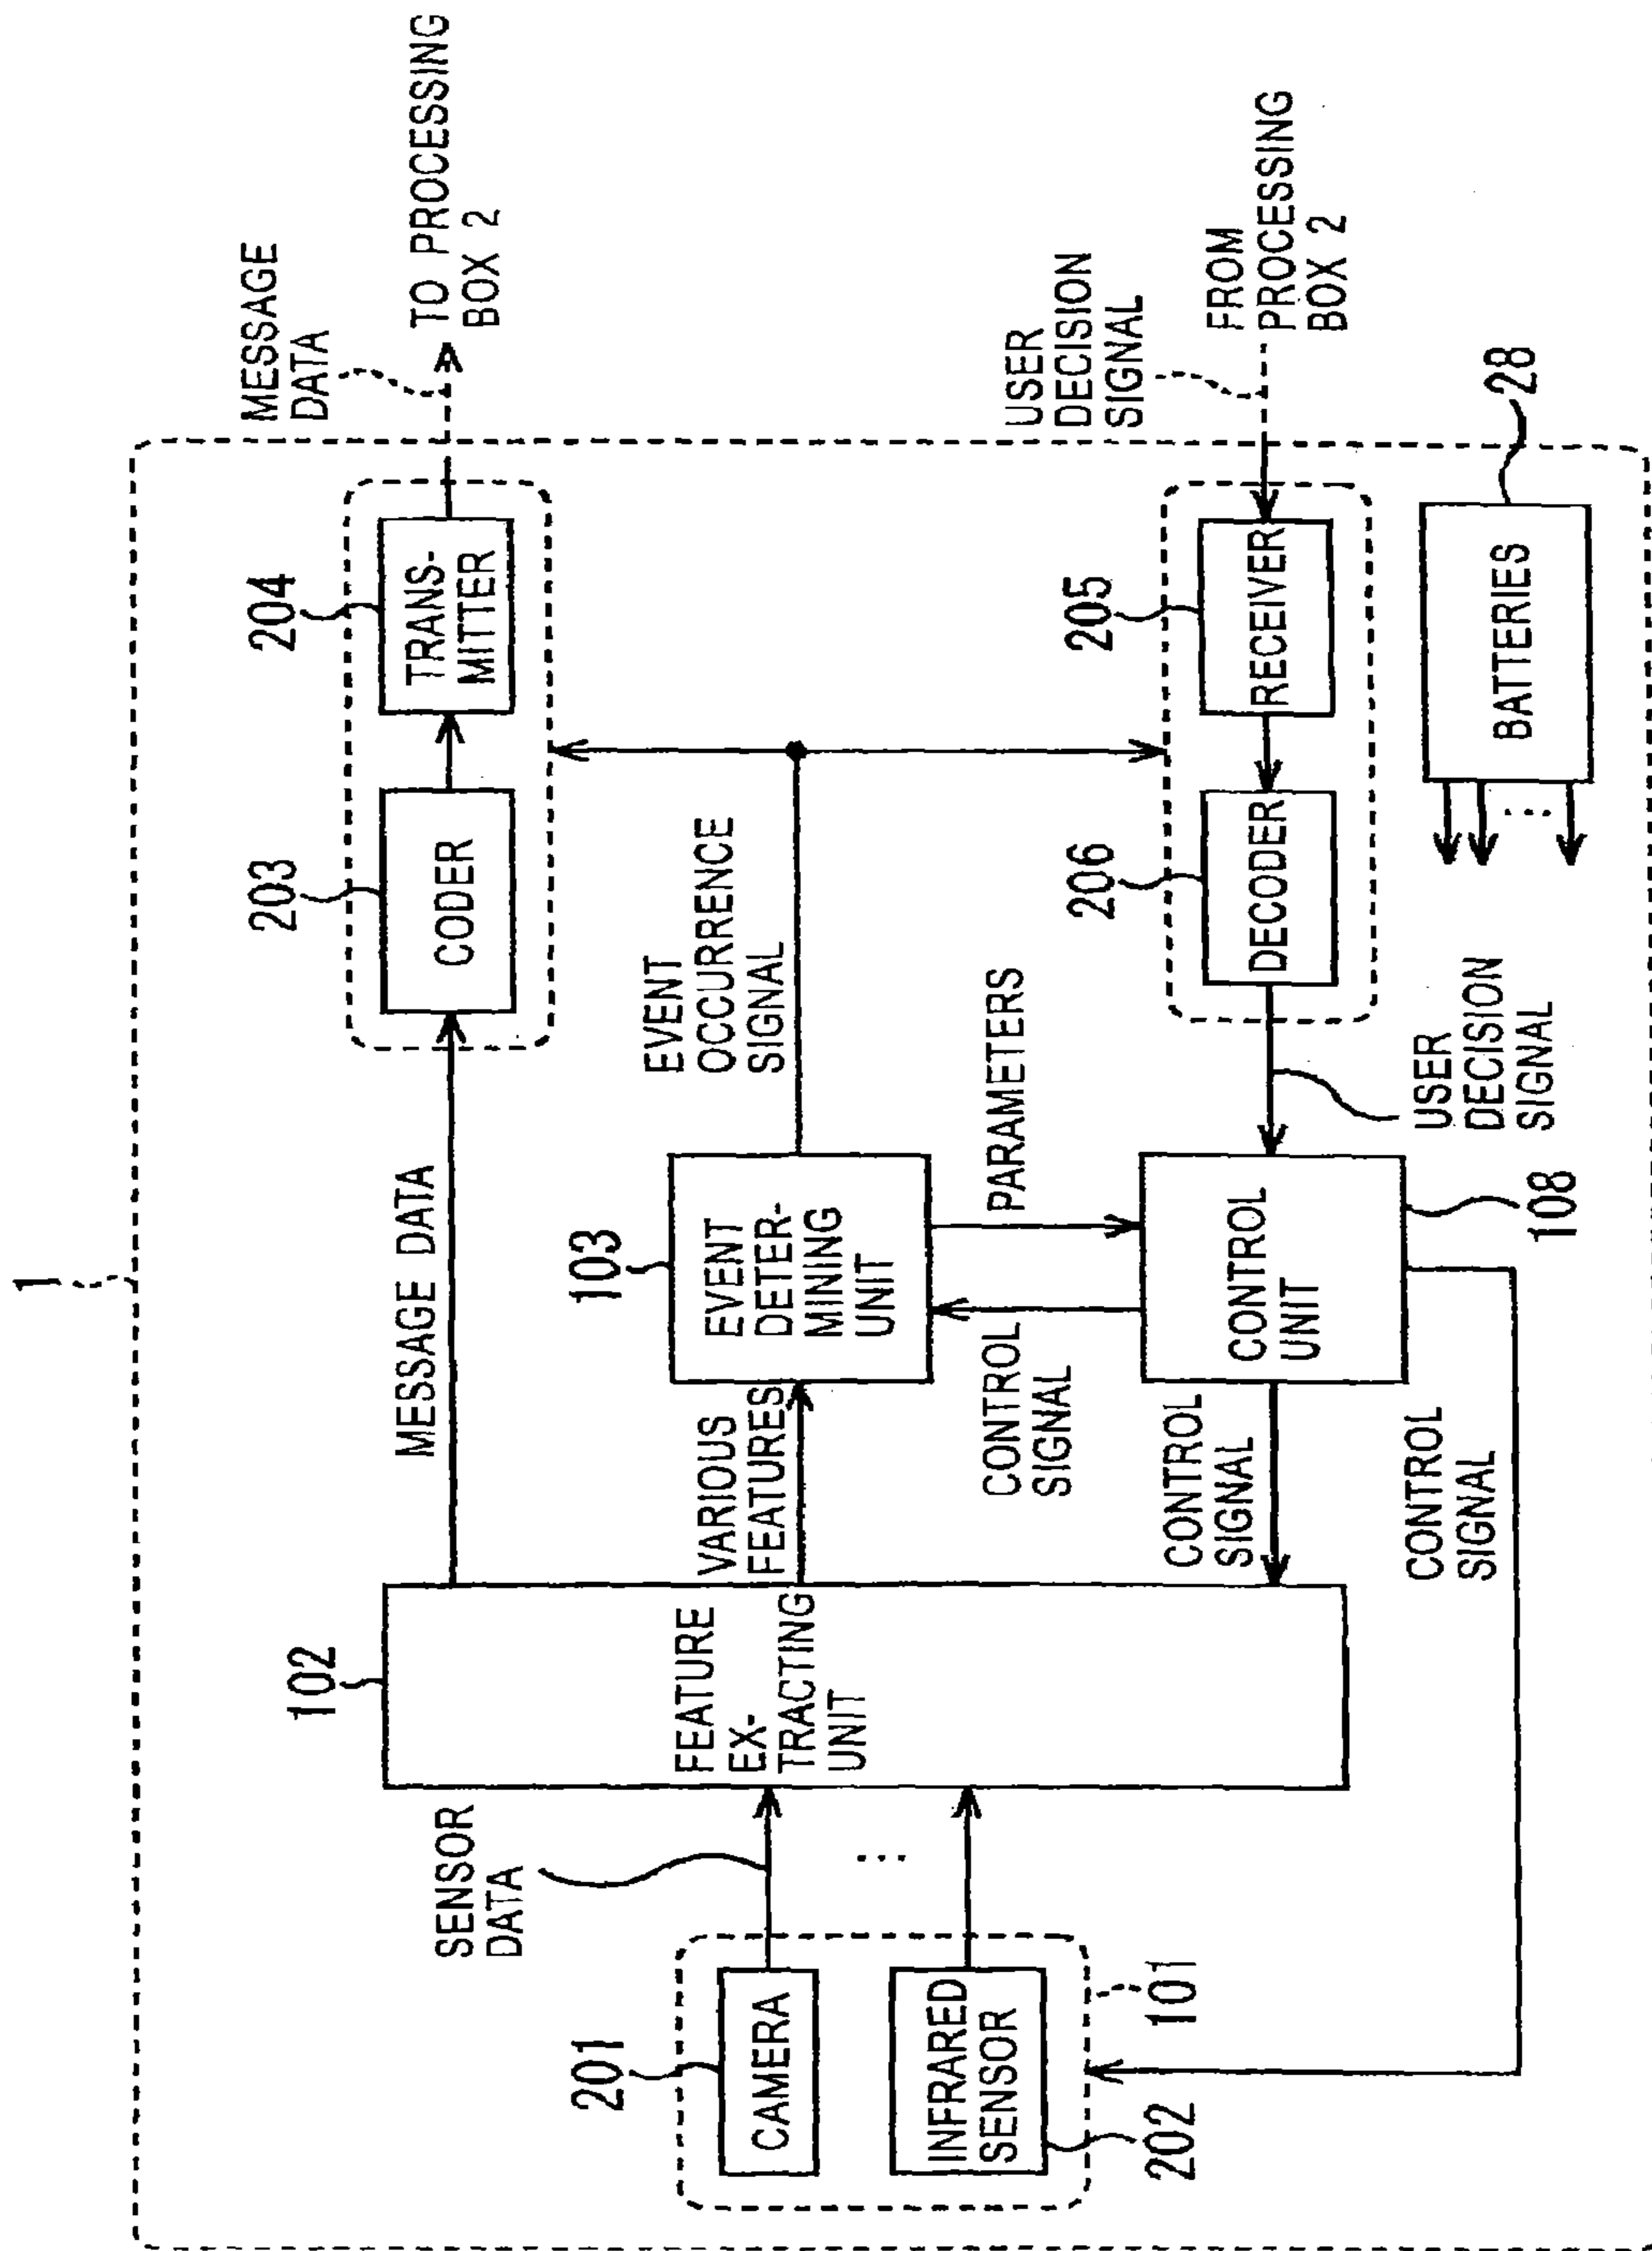 1
201
CAMERA
INFRARED
SENSOR
202
101
SENSOR
DATA
102
FEATURE
EX-
TRACTING
UNIT
MESSAGE DATA
VARIOUS
FEATURES
103
EVENT
DETER-
MINING
UNIT
EVENT
OCCURRENCE
SIGNAL
PARAMETERS
CONTROL
SIGNAL
CONTROL
SIGNAL
CONTROL
SIGNAL
CONTROL
UNIT
108
203
CODER
204
TRANS-
MITTER
MESSAGE
DATA
TO PROCESSING
BOX 2
205
RECEIVER
206
DECODER
USER
DECISION
SIGNAL
USER
DECISION
SIGNAL
FROM
PROCESSING
BOX 2
BATTERIES
28